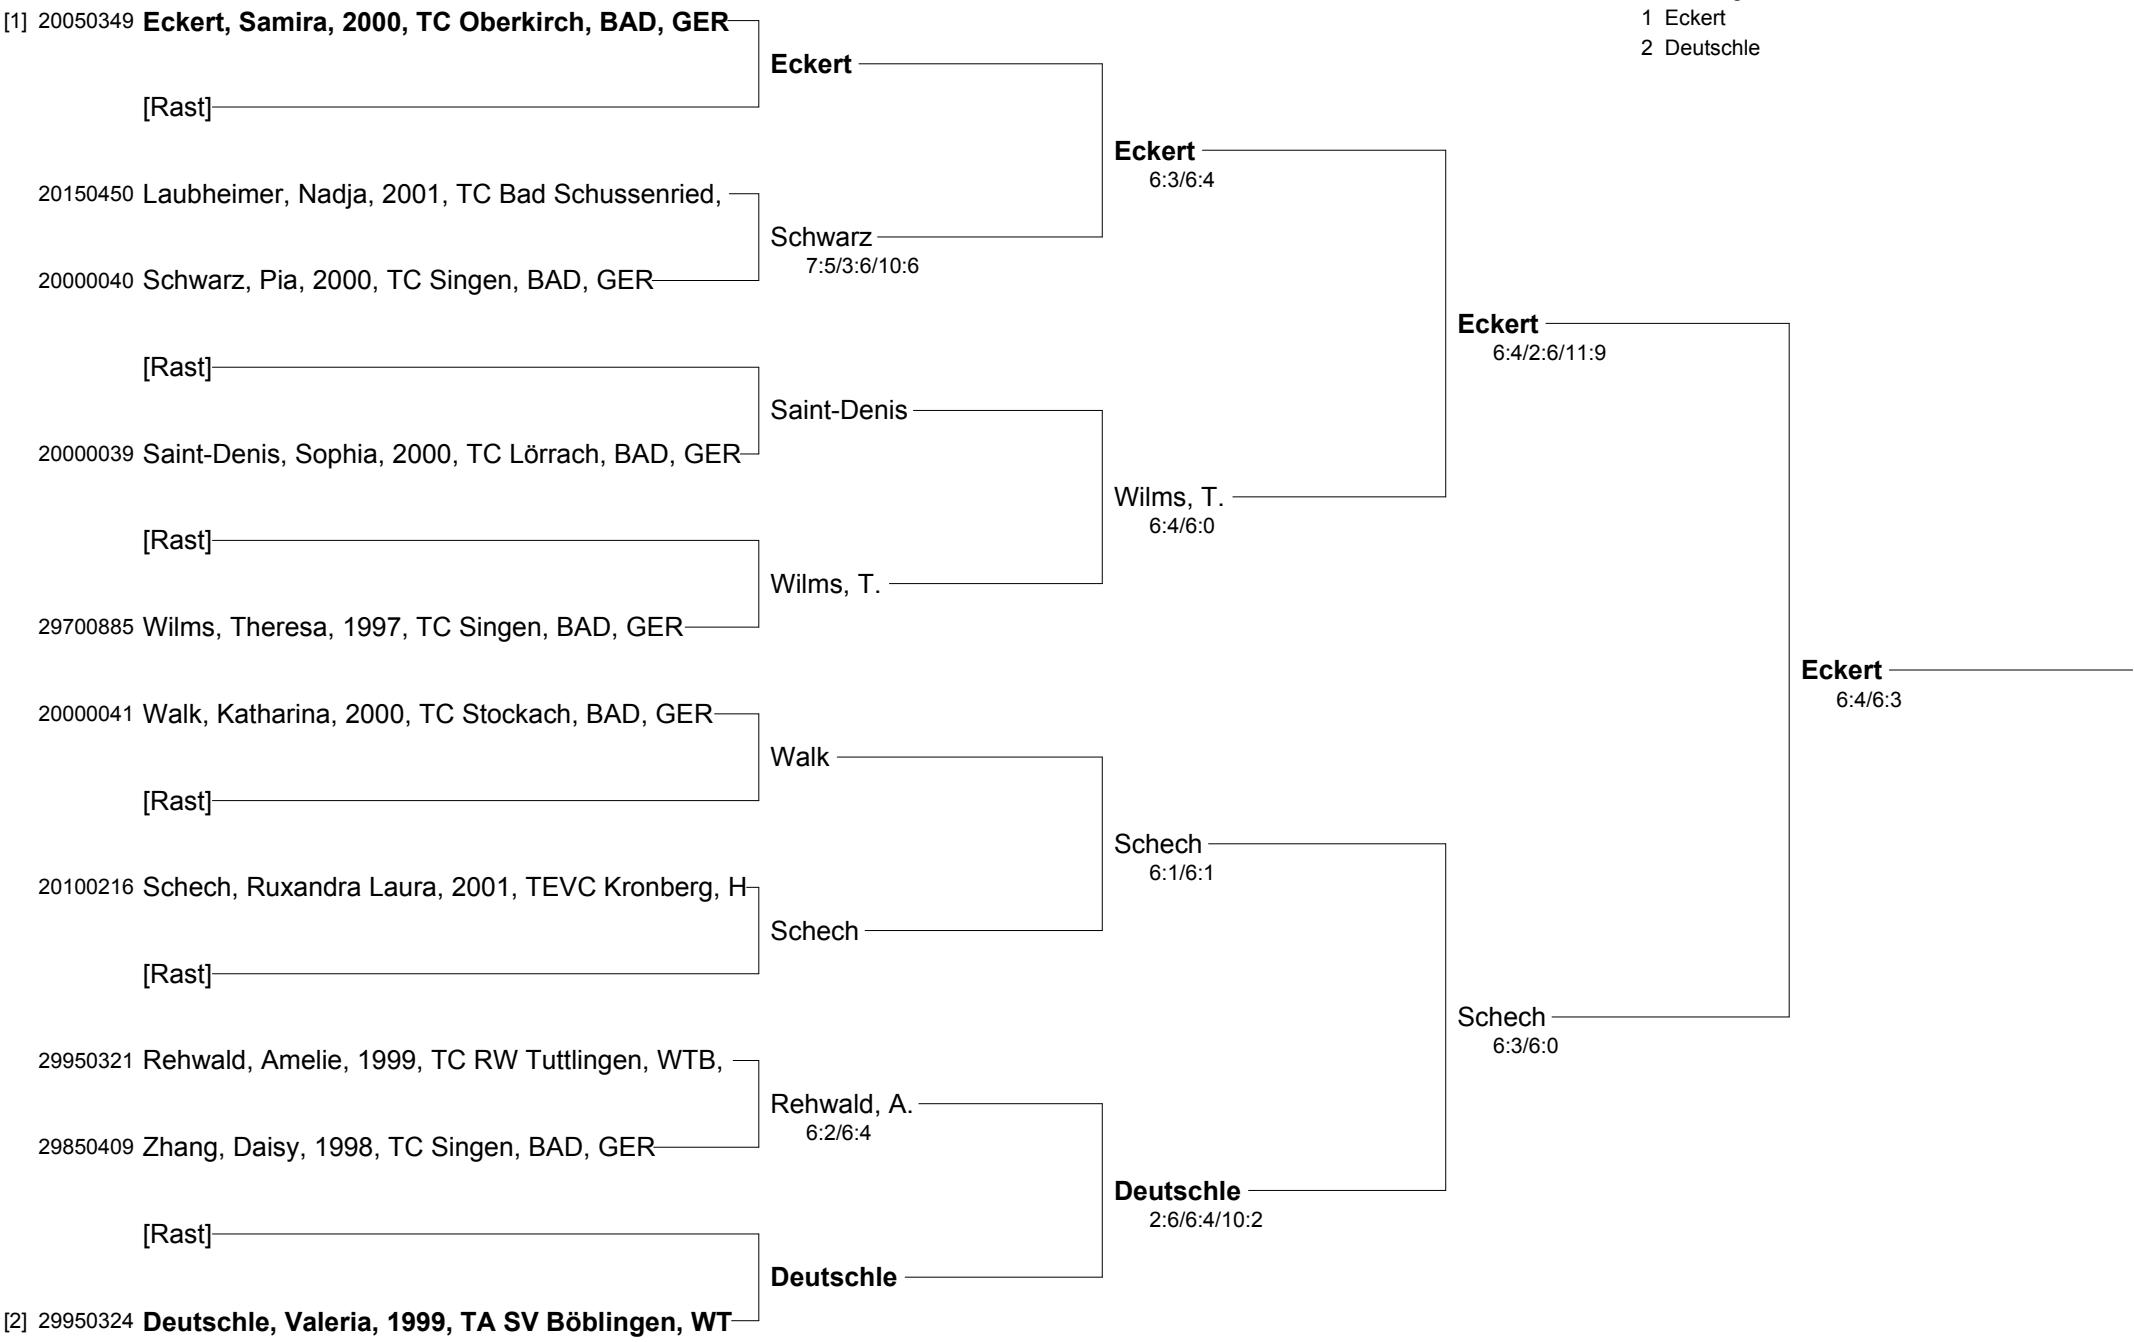 1 Eckert
2 Deutschle
[1] 20050349 Eckert, Samira, 2000, TC Oberkirch, BAD, GER
Eckert
[Rast]
Eckert
6:3/6:4
20150450 Laubheimer, Nadja, 2001, TC Bad Schussenried,
Schwarz
7:5/3:6/10:6
20000040 Schwarz, Pia, 2000, TC Singen, BAD, GER
Eckert
6:4/2:6/11:9
[Rast]
Saint-Denis
20000039 Saint-Denis, Sophia, 2000, TC Lörrach, BAD, GER
Wilms, T.
6:4/6:0
[Rast]
Wilms, T.
29700885 Wilms, Theresa, 1997, TC Singen, BAD, GER
Eckert
6:4/6:3
20000041 Walk, Katharina, 2000, TC Stockach, BAD, GER
Walk
[Rast]
Schech
6:1/6:1
20100216 Schech, Ruxandra Laura, 2001, TEVC Kronberg, H
Schech
[Rast]
Schech
6:3/6:0
29950321 Rehwald, Amelie, 1999, TC RW Tuttlingen, WTB,
Rehwald, A.
6:2/6:4
29850409 Zhang, Daisy, 1998, TC Singen, BAD, GER
Deutschle
2:6/6:4/10:2
[Rast]
Deutschle
[2] 29950324 Deutschle, Valeria, 1999, TA SV Böblingen, WT